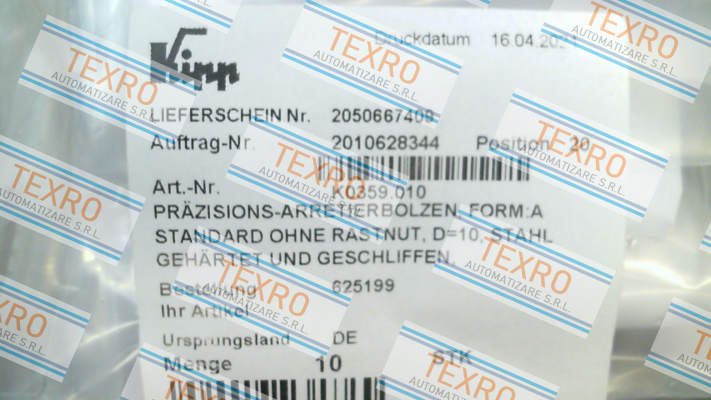 Kipp
Druckdatum 16.04.202
LIEFERSCHEIN Nr. 2050667409
Auftrag-Nr. 2010628344 Position 20
Art.-Nr. K0359.010
PRÄZISIONS-ARRETIERBOLZEN, FORM:A
STANDARD OHNE RASTNUT, D=10, STAHL
GEHÄRTET UND GESCHLIFFEN,
Bestellung 625199
Ihr Artikel
Ursprungsland DE
Menge 10 STK
TEXRO
AUTOMATIZARE S.R.L.